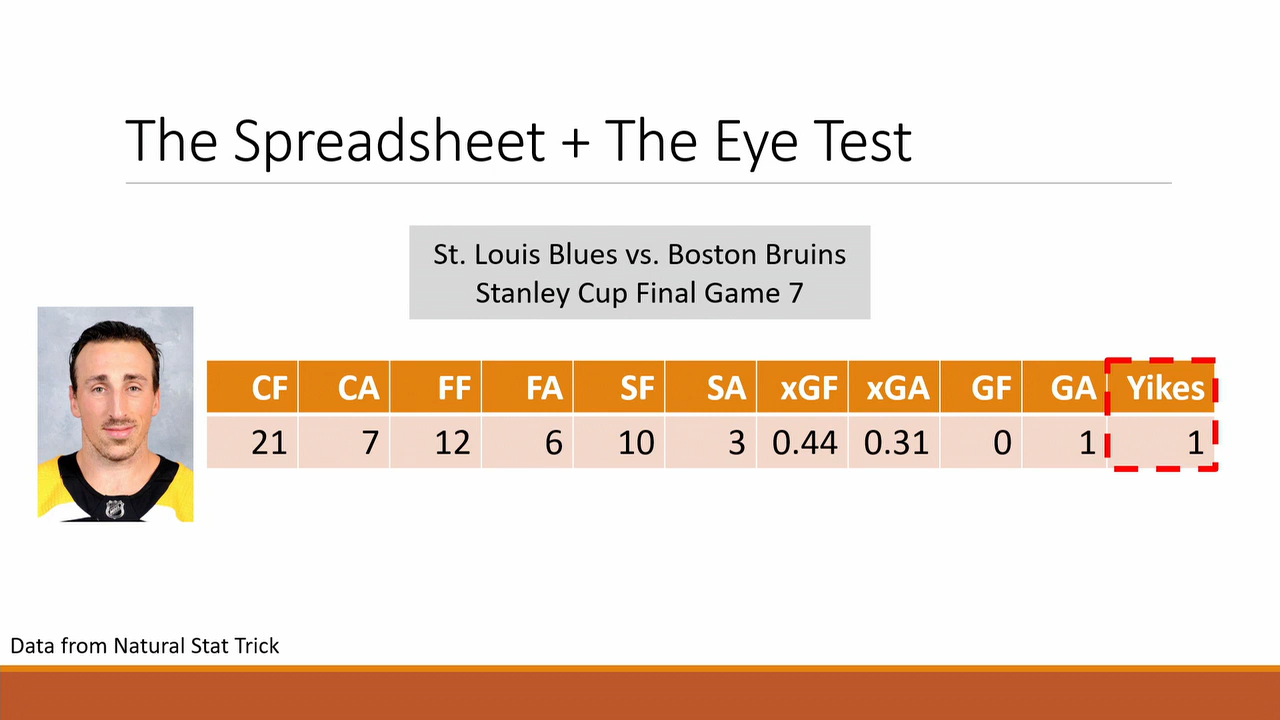 The Spreadsheet + The Eye Test
St. Louis Blues vs. Boston Bruins
Stanley Cup Final Game 7
CF CA FF FA SF SA xGF xGA GF GA Yikes
21 7 12 6 10 3 0.44 0.31 0 1 1
Data from Natural Stat Trick